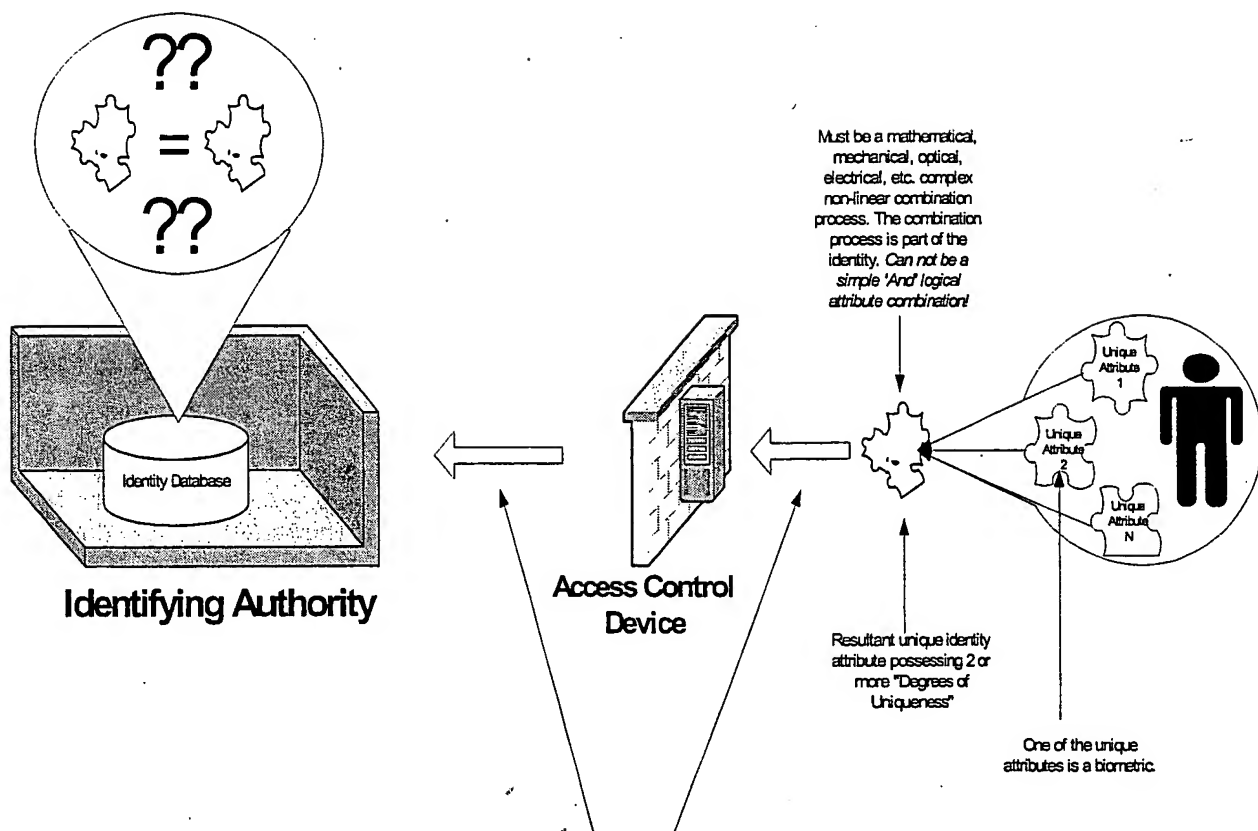 ??
=
??
Identity Database
Identifying Authority
Access Control
Device
Must be a mathematical,
mechanical, optical,
electrical, etc. complex
non-linear combination
process. The combination
process is part of the
identity. Can not be a
simple 'And' logical
attribute combination!
Resultant unique identity
attribute possessing 2 or
more "Degrees of
Uniqueness"
Unique
Attribute
1
Unique
Attribute
2
Unique
Attribute
N
One of the unique
attributes is a biometric.